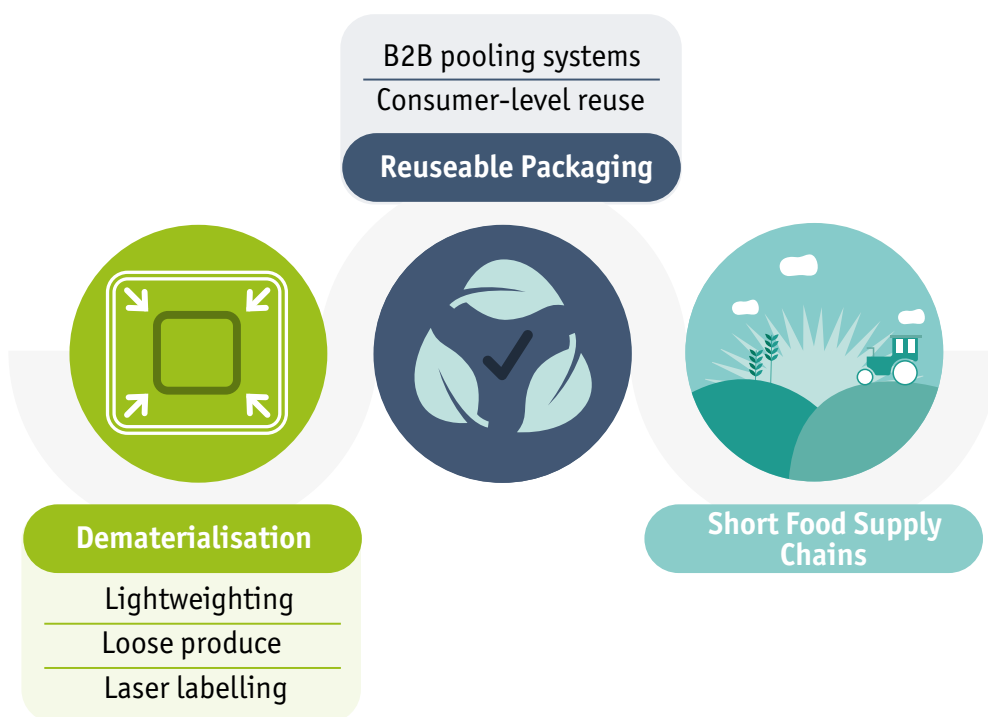 B2B pooling systems
Consumer-level reuse
Reuseable Packaging
Dematerialisation
Lightweighting
Loose produce
Laser labelling
Short Food Supply
Chains